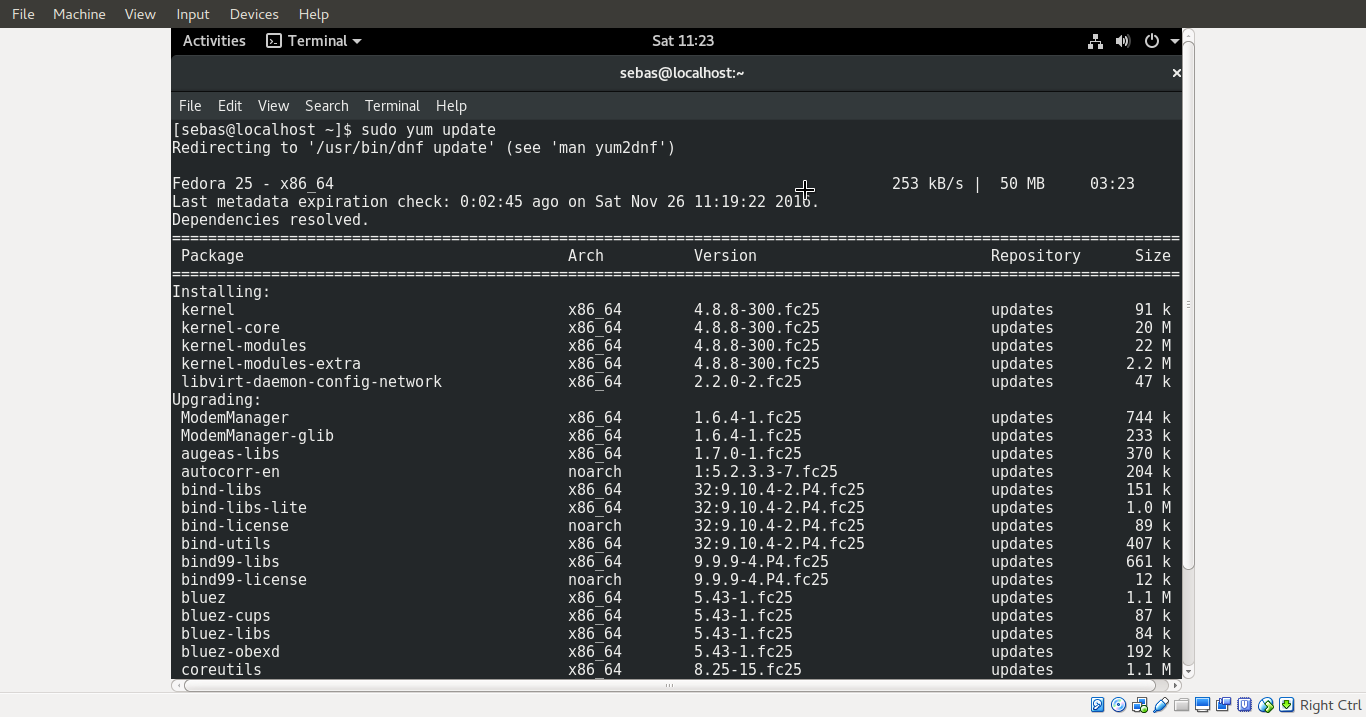 File Machine View Input Devices Help
Activities Terminal Sat 11:23
sebas@localhost:~
File Edit View Search Terminal Help
[sebas@localhost ~]$ sudo yum update
Redirecting to '/usr/bin/dnf update' (see 'man yum2dnf')
Fedora 25 - x86_64 253 kB/s | 50 MB 03:23
Last metadata expiration check: 0:02:45 ago on Sat Nov 26 11:19:22 2016.
Dependencies resolved.
================================================================================================================
Package Arch Version Repository Size
================================================================================================================
Installing:
kernel x86_64 4.8.8-300.fc25 updates 91 k
kernel-core x86_64 4.8.8-300.fc25 updates 20 M
kernel-modules x86_64 4.8.8-300.fc25 updates 22 M
kernel-modules-extra x86_64 4.8.8-300.fc25 updates 2.2 M
libvirt-daemon-config-network x86_64 2.2.0-2.fc25 updates 47 k
Upgrading:
ModemManager x86_64 1.6.4-1.fc25 updates 744 k
ModemManager-glib x86_64 1.6.4-1.fc25 updates 233 k
augeas-libs x86_64 1.7.0-1.fc25 updates 370 k
autocorr-en noarch 1:5.2.3.3-7.fc25 updates 204 k
bind-libs x86_64 32:9.10.4-2.P4.fc25 updates 151 k
bind-libs-lite x86_64 32:9.10.4-2.P4.fc25 updates 1.0 M
bind-license noarch 32:9.10.4-2.P4.fc25 updates 89 k
bind-utils x86_64 32:9.10.4-2.P4.fc25 updates 407 k
bind99-libs x86_64 9.9.9-4.P4.fc25 updates 661 k
bind99-license noarch 9.9.9-4.P4.fc25 updates 12 k
bluez x86_64 5.43-1.fc25 updates 1.1 M
bluez-cups x86_64 5.43-1.fc25 updates 87 k
bluez-libs x86_64 5.43-1.fc25 updates 84 k
bluez-obexd x86_64 5.43-1.fc25 updates 192 k
coreutils x86_64 8.25-15.fc25 updates 1.1 M
Right Ctrl